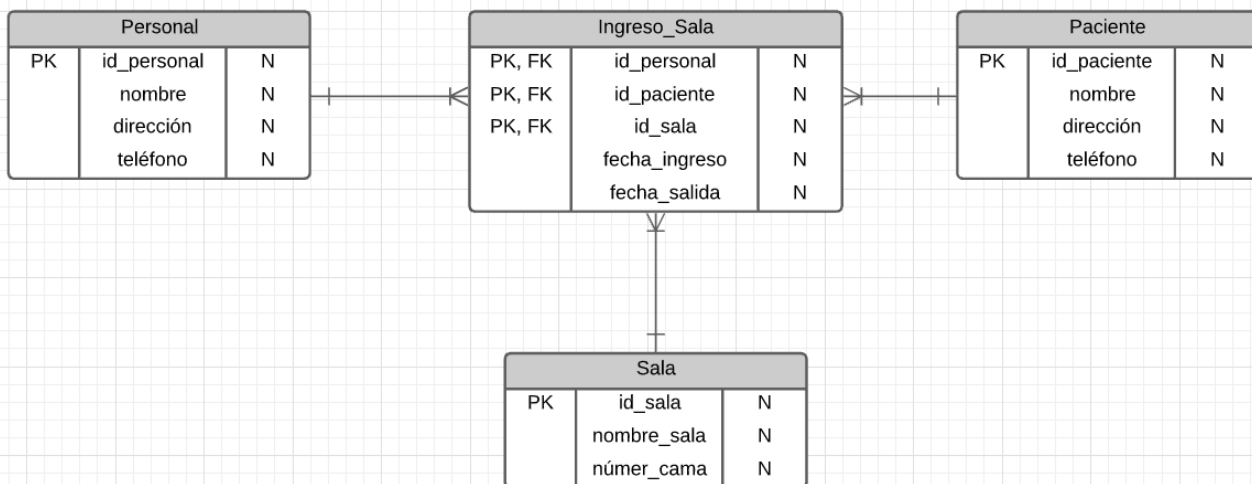 Personal
PK id_personal N
nombre N
dirección N
teléfono N
Ingreso_Sala
PK, FK id_personal N
PK, FK id_paciente N
PK, FK id_sala N
fecha_ingreso N
fecha_salida N
Paciente
PK id_paciente N
nombre N
dirección N
teléfono N
Sala
PK id_sala N
nombre_sala N
númer_cama N